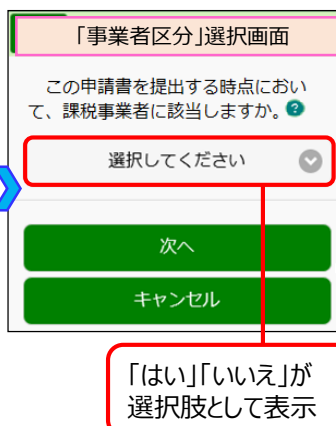 「事業者区分」選択画面
この申請書を提出する時点におい
て、課税事業者に該当しますか。?
選択してください
次へ
キャンセル
「はい」「いいえ」が
選択肢として表示